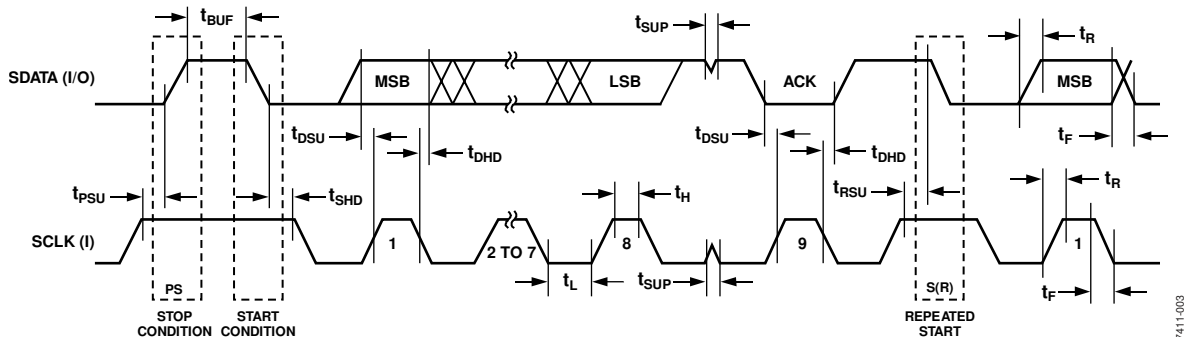 tBUF
tSUP
tR
SDATA (I/O)
MSB
LSB
ACK
MSB
tDSU
tDHD
tDSU
tDHD
tF
tPSU
tSHD
tH
tRSU
tR
SCLK (I)
1
2 TO 7
8
9
1
tL
tSUP
tF
PS
S(R)
STOP
CONDITION
START
CONDITION
REPEATED
START
7411-003